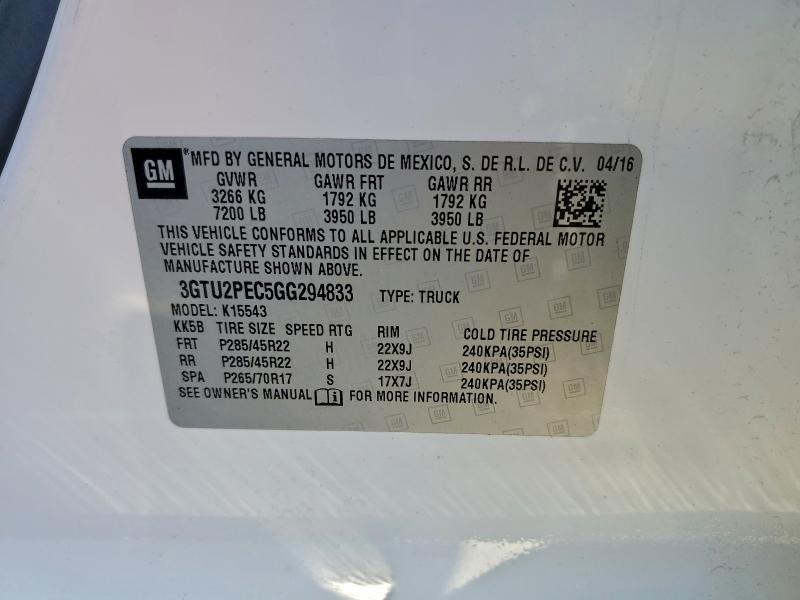 GM ® MFD BY GENERAL MOTORS DE MEXICO, S. DE R.L. DE C.V. 04/16
GVWR GAWR FRT GAWR RR
3266 KG 1792 KG 1792 KG
7200 LB 3950 LB 3950 LB
THIS VEHICLE CONFORMS TO ALL APPLICABLE U.S. FEDERAL MOTOR
VEHICLE SAFETY STANDARDS IN EFFECT ON THE DATE OF
MANUFACTURE SHOWN ABOVE.
3GTU2PEC5GG294833 TYPE: TRUCK
MODEL: K15543
KK5B TIRE SIZE SPEED RTG RIM COLD TIRE PRESSURE
FRT P285/45R22 H 22X9J 240KPA(35PSI)
RR P285/45R22 H 22X9J 240KPA(35PSI)
SPA P265/70R17 S 17X7J 240KPA(35PSI)
SEE OWNER'S MANUAL FOR MORE INFORMATION.